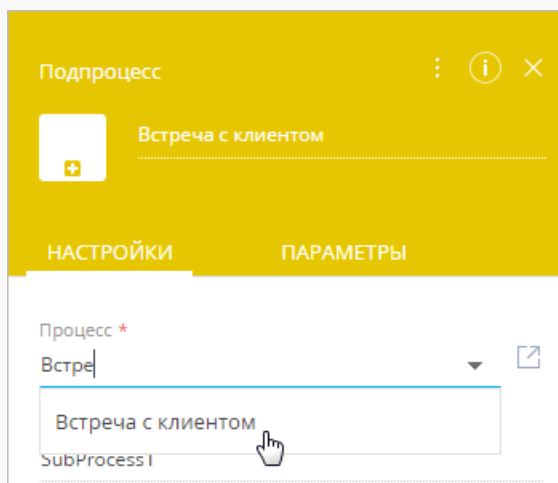 Подпроцесс
Встреча с клиентом
НАСТРОЙКИ ПАРАМЕТРЫ
Процесс *
Встре
Встреча с клиентом
SubProcess1